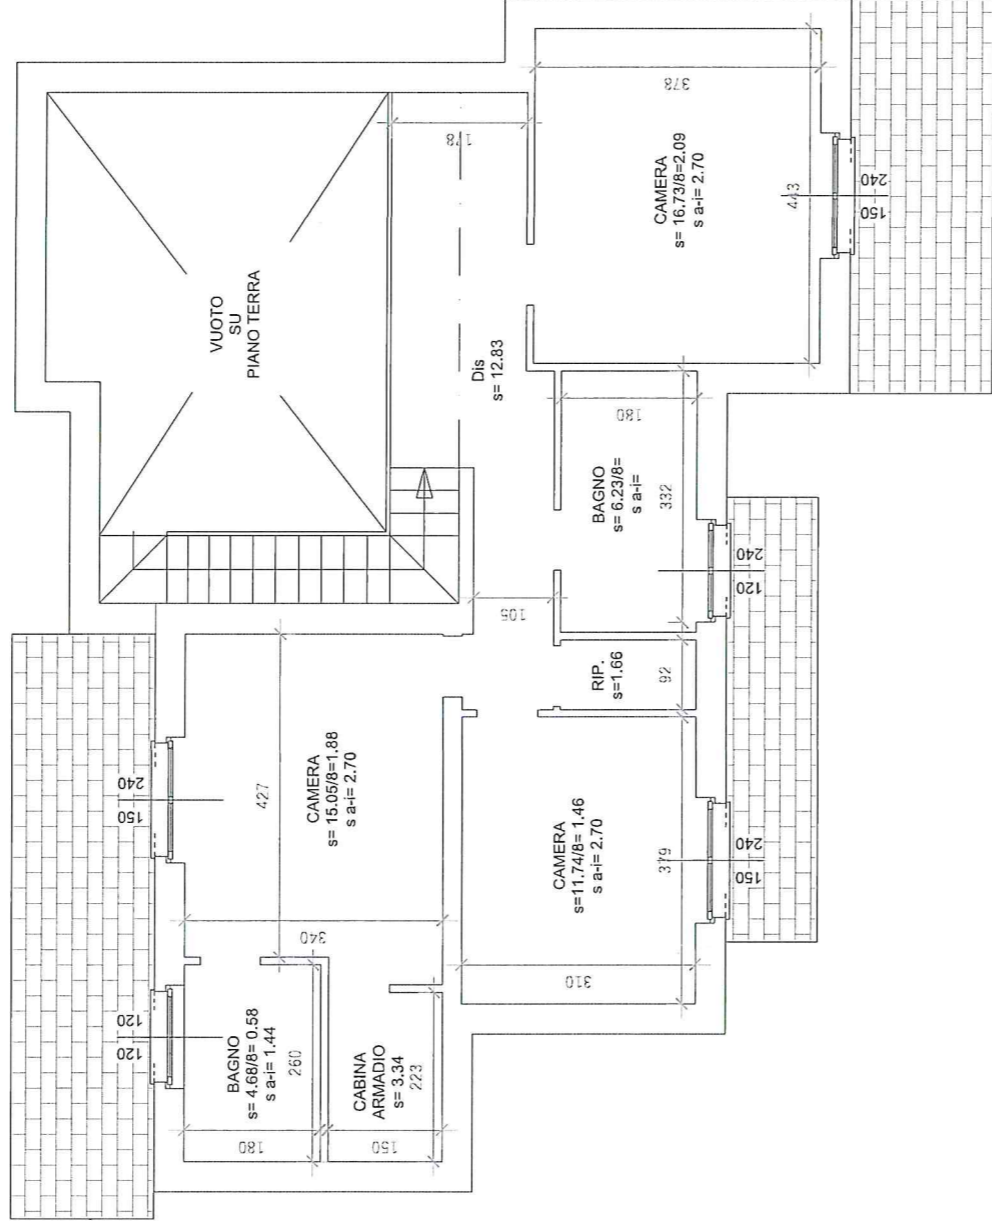 VUOTO
SU
PIANO TERRA
178
378
CAMERA
s= 16.73/8=2.09
s a-i= 2.70
443
240
150
Dis
s= 12.83
180
BAGNO
s= 6.23/8=
s a-i=
332
240
120
105
RIP.
s=1.66
92
240
150
427
CAMERA
s= 15.05/8=1.88
s a-i= 2.70
340
CAMERA
s=11.74/8= 1.46
s a-i= 2.70
379
240
150
310
120
120
BAGNO
s= 4.68/8= 0.58
s a-i= 1.44
260
180
CABINA
ARMADIO
s= 3.34
223
150